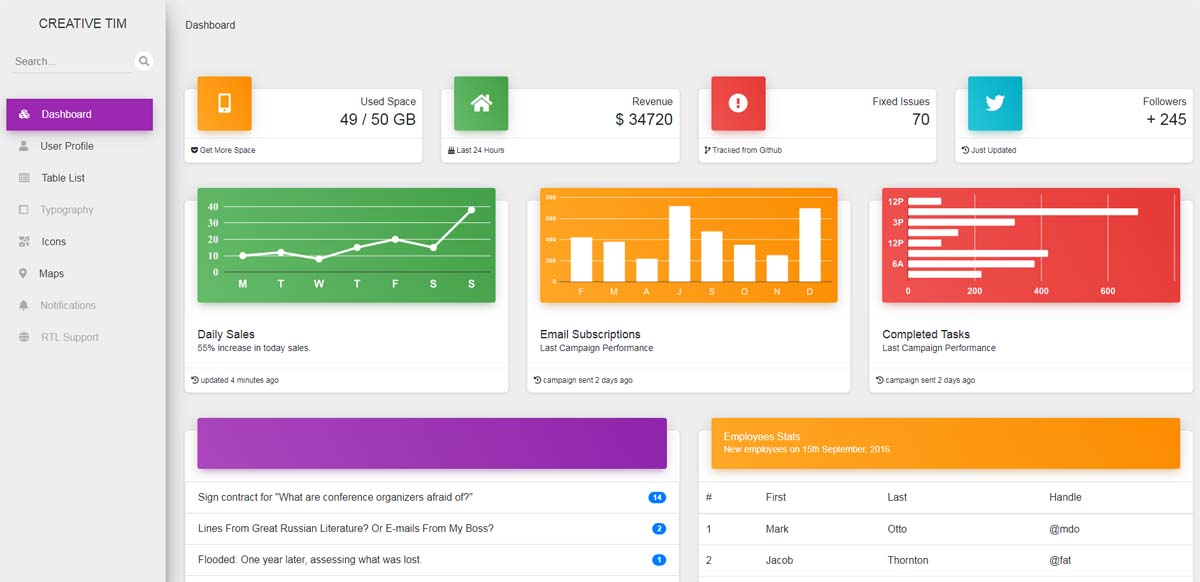 CREATIVE TIM
Search...
Dashboard
User Profile
Table List
Typography
Icons
Maps
Notifications
RTL Support
Dashboard
Used Space
49 / 50 GB
Get More Space
Revenue
$ 34720
Last 24 Hours
Fixed Issues
70
Tracked from Github
Followers
+ 245
Just Updated
40
30
20
10
0
M T W T F S S
Daily Sales
55% increase in today sales.
updated 4 minutes ago
800
600
400
200
0
F M A J S O N D
Email Subscriptions
Last Campaign Performance
campaign sent 2 days ago
12P
3P
12P
6A
0 200 400 600
Completed Tasks
Last Campaign Performance
campaign sent 2 days ago
Sign contract for "What are conference organizers afraid of?" 14
Lines From Great Russian Literature? Or E-mails From My Boss? 2
Flooded: One year later, assessing what was lost. 1
Employees Stats
New employees on 15th September, 2016
# First Last Handle
1 Mark Otto @mdo
2 Jacob Thornton @fat